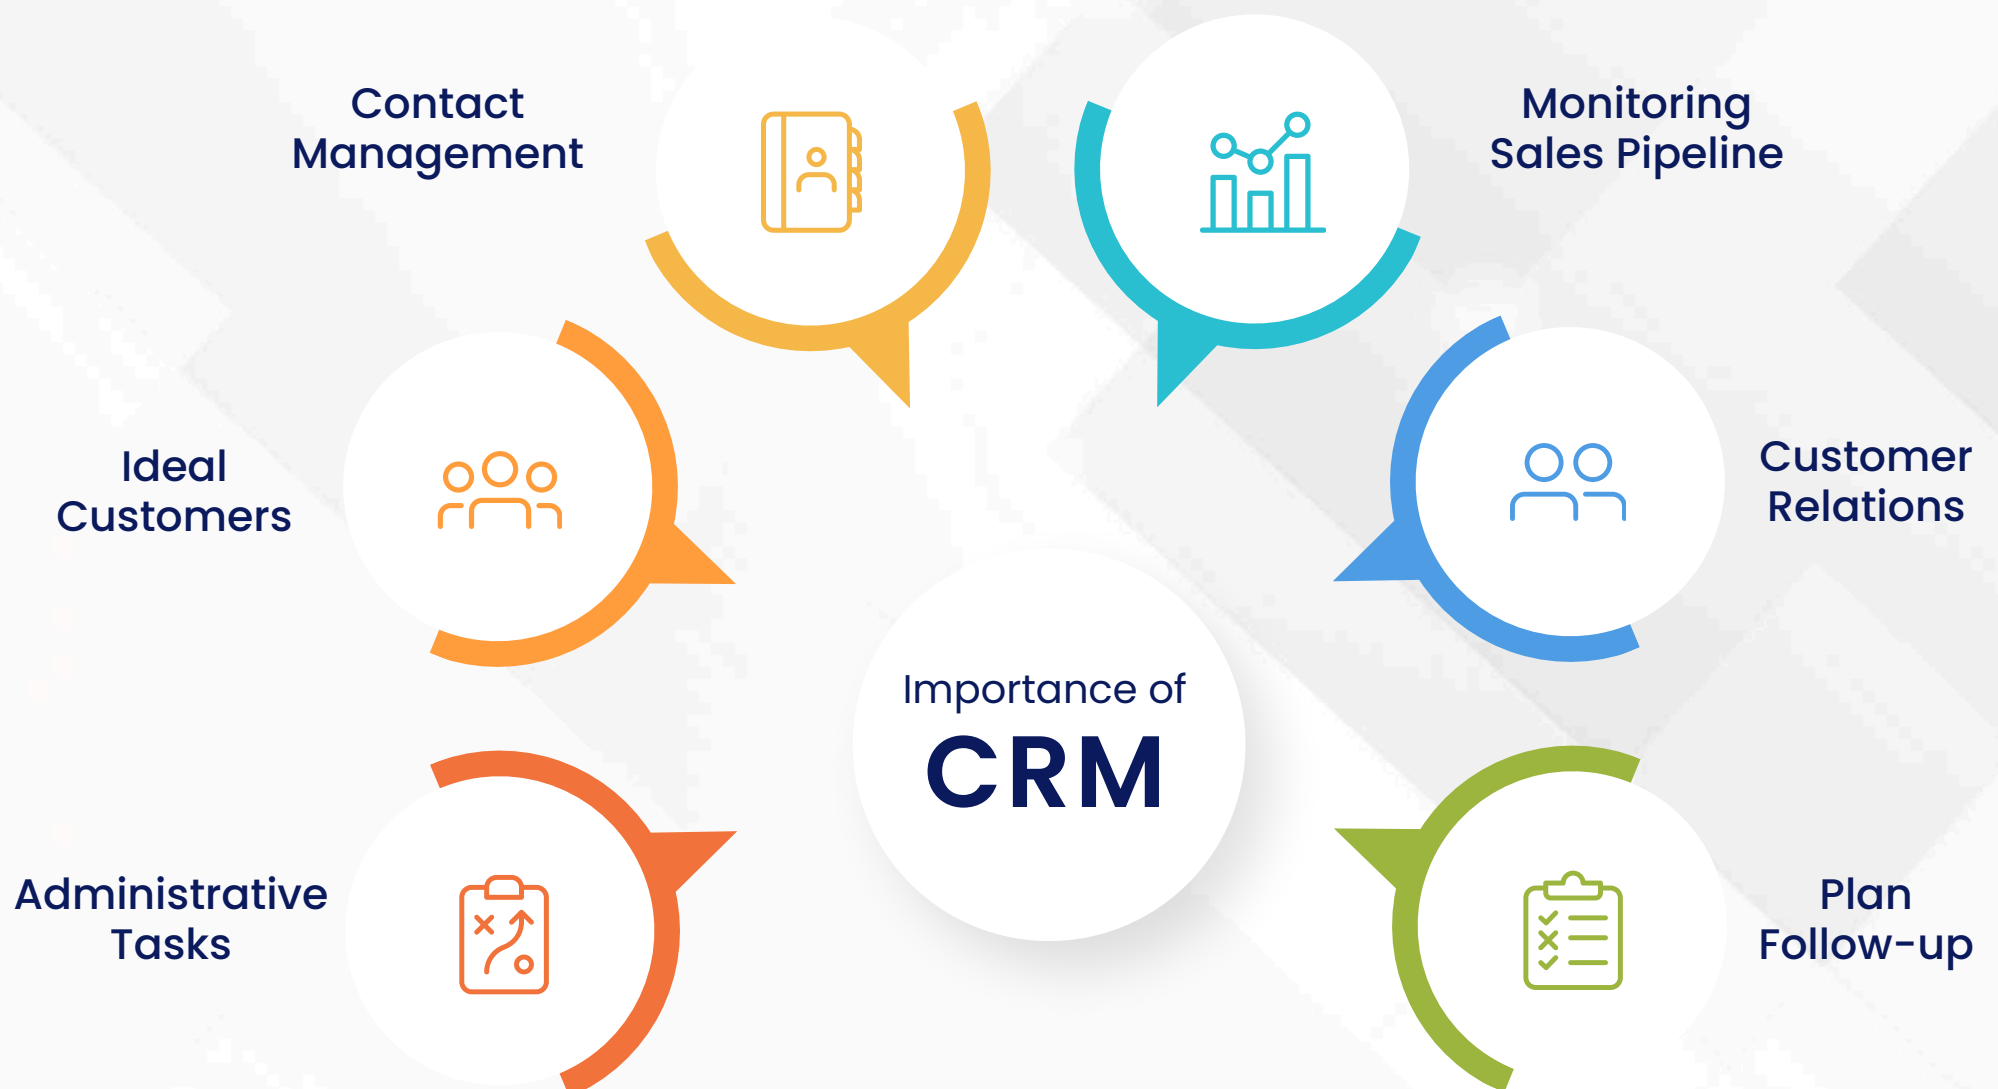 Contact
Management
Monitoring
Sales Pipeline
Ideal
Customers
Customer
Relations
Importance of
CRM
Administrative
Tasks
Plan
Follow-up